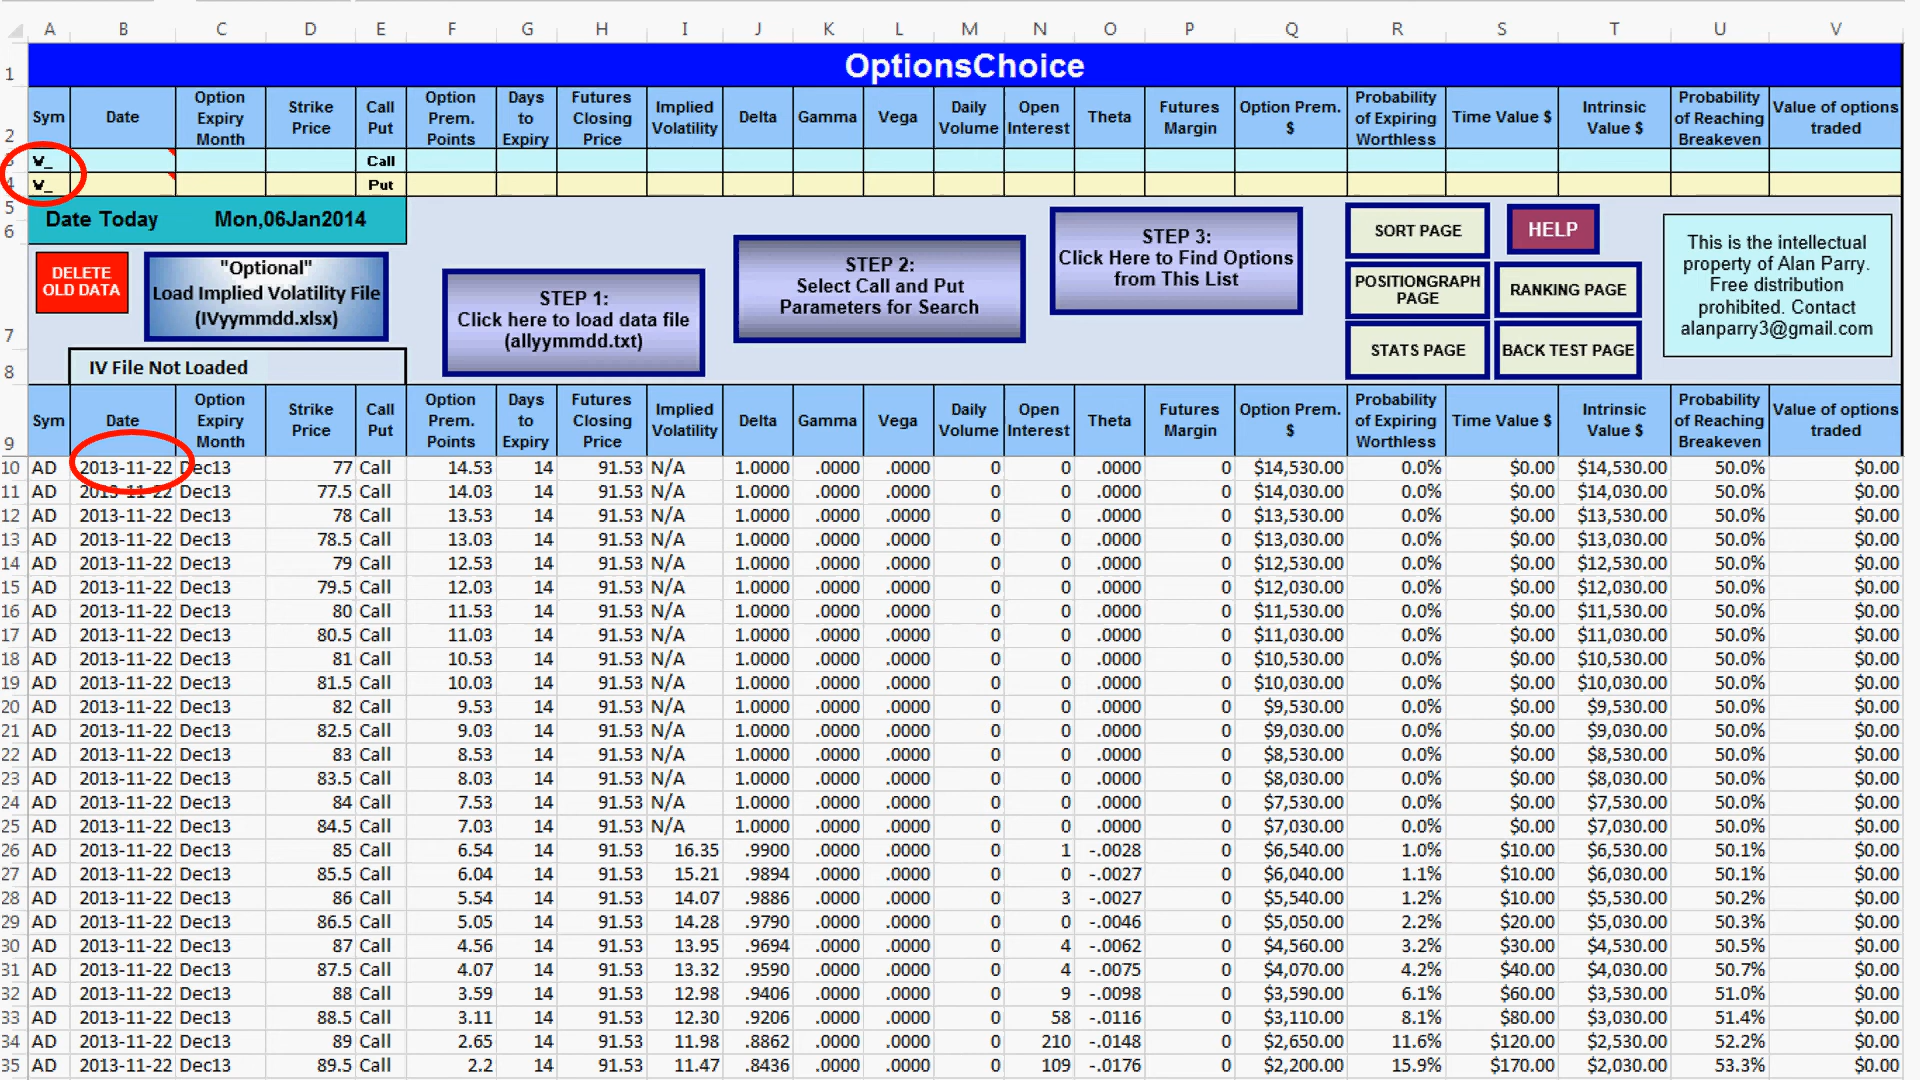 A B C D E F G H I J K L M N O P Q R S T U V
1 OptionsChoice
2 Sym Date Option Expiry Month Strike Price Call Put Option Prem. Points Days to Expiry Futures Closing Price Implied Volatility Delta Gamma Vega Daily Volume Open Interest Theta Futures Margin Option Prem. $ Probability of Expiring Worthless Time Value $ Intrinsic Value $ Probability of Reaching Breakeven Value of options traded
3 W_ Call
4 W_ Put
5
6
Date Today Mon,06Jan2014
DELETE
OLD DATA
"Optional"
Load Implied Volatility File
(IVyymmdd.xlsx)
STEP 1:
Click here to load data file
(allyymmdd.txt)
STEP 2:
Select Call and Put
Parameters for Search
STEP 3:
Click Here to Find Options
from This List
SORT PAGE
HELP
POSITIONGRAPH
PAGE
RANKING PAGE
STATS PAGE
BACK TEST PAGE
This is the intellectual
property of Alan Parry.
Free distribution
prohibited. Contact
alanparry3@gmail.com
7
8 IV File Not Loaded
9 Sym Date Option Expiry Month Strike Price Call Put Option Prem. Points Days to Expiry Futures Closing Price Implied Volatility Delta Gamma Vega Daily Volume Open Interest Theta Futures Margin Option Prem. $ Probability of Expiring Worthless Time Value $ Intrinsic Value $ Probability of Reaching Breakeven Value of options traded
10 AD 2013-11-22 Dec13 77 Call 14.53 14 91.53 N/A 1.0000 .0000 .0000 0 0 .0000 0 $14,530.00 0.0% $0.00 $14,530.00 50.0% $0.00
11 AD 2013-11-22 Dec13 77.5 Call 14.03 14 91.53 N/A 1.0000 .0000 .0000 0 0 .0000 0 $14,030.00 0.0% $0.00 $14,030.00 50.0% $0.00
12 AD 2013-11-22 Dec13 78 Call 13.53 14 91.53 N/A 1.0000 .0000 .0000 0 0 .0000 0 $13,530.00 0.0% $0.00 $13,530.00 50.0% $0.00
13 AD 2013-11-22 Dec13 78.5 Call 13.03 14 91.53 N/A 1.0000 .0000 .0000 0 0 .0000 0 $13,030.00 0.0% $0.00 $13,030.00 50.0% $0.00
14 AD 2013-11-22 Dec13 79 Call 12.53 14 91.53 N/A 1.0000 .0000 .0000 0 0 .0000 0 $12,530.00 0.0% $0.00 $12,530.00 50.0% $0.00
15 AD 2013-11-22 Dec13 79.5 Call 12.03 14 91.53 N/A 1.0000 .0000 .0000 0 0 .0000 0 $12,030.00 0.0% $0.00 $12,030.00 50.0% $0.00
16 AD 2013-11-22 Dec13 80 Call 11.53 14 91.53 N/A 1.0000 .0000 .0000 0 0 .0000 0 $11,530.00 0.0% $0.00 $11,530.00 50.0% $0.00
17 AD 2013-11-22 Dec13 80.5 Call 11.03 14 91.53 N/A 1.0000 .0000 .0000 0 0 .0000 0 $11,030.00 0.0% $0.00 $11,030.00 50.0% $0.00
18 AD 2013-11-22 Dec13 81 Call 10.53 14 91.53 N/A 1.0000 .0000 .0000 0 0 .0000 0 $10,530.00 0.0% $0.00 $10,530.00 50.0% $0.00
19 AD 2013-11-22 Dec13 81.5 Call 10.03 14 91.53 N/A 1.0000 .0000 .0000 0 0 .0000 0 $10,030.00 0.0% $0.00 $10,030.00 50.0% $0.00
20 AD 2013-11-22 Dec13 82 Call 9.53 14 91.53 N/A 1.0000 .0000 .0000 0 0 .0000 0 $9,530.00 0.0% $0.00 $9,530.00 50.0% $0.00
21 AD 2013-11-22 Dec13 82.5 Call 9.03 14 91.53 N/A 1.0000 .0000 .0000 0 0 .0000 0 $9,030.00 0.0% $0.00 $9,030.00 50.0% $0.00
22 AD 2013-11-22 Dec13 83 Call 8.53 14 91.53 N/A 1.0000 .0000 .0000 0 0 .0000 0 $8,530.00 0.0% $0.00 $8,530.00 50.0% $0.00
23 AD 2013-11-22 Dec13 83.5 Call 8.03 14 91.53 N/A 1.0000 .0000 .0000 0 0 .0000 0 $8,030.00 0.0% $0.00 $8,030.00 50.0% $0.00
24 AD 2013-11-22 Dec13 84 Call 7.53 14 91.53 N/A 1.0000 .0000 .0000 0 0 .0000 0 $7,530.00 0.0% $0.00 $7,530.00 50.0% $0.00
25 AD 2013-11-22 Dec13 84.5 Call 7.03 14 91.53 N/A 1.0000 .0000 .0000 0 0 .0000 0 $7,030.00 0.0% $0.00 $7,030.00 50.0% $0.00
26 AD 2013-11-22 Dec13 85 Call 6.54 14 91.53 16.35 .9900 .0000 .0000 0 1 -.0028 0 $6,540.00 1.0% $10.00 $6,530.00 50.1% $0.00
27 AD 2013-11-22 Dec13 85.5 Call 6.04 14 91.53 15.21 .9894 .0000 .0000 0 0 -.0027 0 $6,040.00 1.1% $10.00 $6,030.00 50.1% $0.00
28 AD 2013-11-22 Dec13 86 Call 5.54 14 91.53 14.07 .9886 .0000 .0000 0 3 -.0027 0 $5,540.00 1.2% $10.00 $5,530.00 50.2% $0.00
29 AD 2013-11-22 Dec13 86.5 Call 5.05 14 91.53 14.28 .9790 .0000 .0000 0 0 -.0046 0 $5,050.00 2.2% $20.00 $5,030.00 50.3% $0.00
30 AD 2013-11-22 Dec13 87 Call 4.56 14 91.53 13.95 .9694 .0000 .0000 0 4 -.0062 0 $4,560.00 3.2% $30.00 $4,530.00 50.5% $0.00
31 AD 2013-11-22 Dec13 87.5 Call 4.07 14 91.53 13.32 .9590 .0000 .0000 0 4 -.0075 0 $4,070.00 4.2% $40.00 $4,030.00 50.7% $0.00
32 AD 2013-11-22 Dec13 88 Call 3.59 14 91.53 12.98 .9406 .0000 .0000 0 9 -.0098 0 $3,590.00 6.1% $60.00 $3,530.00 51.0% $0.00
33 AD 2013-11-22 Dec13 88.5 Call 3.11 14 91.53 12.30 .9206 .0000 .0000 0 58 -.0116 0 $3,110.00 8.1% $80.00 $3,030.00 51.4% $0.00
34 AD 2013-11-22 Dec13 89 Call 2.65 14 91.53 11.98 .8862 .0000 .0000 0 210 -.0148 0 $2,650.00 11.6% $120.00 $2,530.00 52.2% $0.00
35 AD 2013-11-22 Dec13 89.5 Call 2.2 14 91.53 11.47 .8436 .0000 .0000 0 109 -.0176 0 $2,200.00 15.9% $170.00 $2,030.00 53.3% $0.00